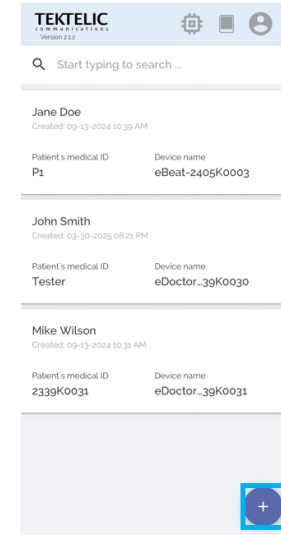 TEKTELIC
communications
Version 2.1.2
Start typing to search ...
Jane Doe
Created: 09-13-2024 10:39 AM
Patient's medical ID Device name
P1 eBeat-2405K0003
John Smith
Created: 03-30-2025 08:21 PM
Patient's medical ID Device name
Tester eDoctor...39K0030
Mike Wilson
Created: 09-13-2024 10:31 AM
Patient's medical ID Device name
2339K0031 eDoctor...39K0031
+